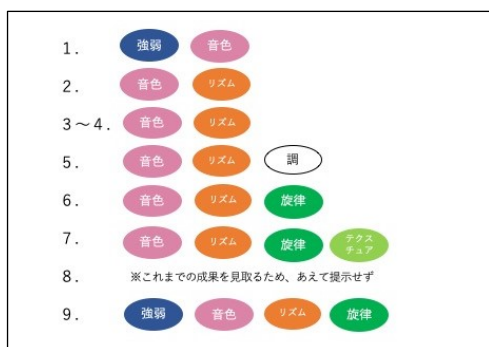 1. 強弱 音色
2. 音色 リズム
3～4. 音色 リズム
5. 音色 リズム 調
6. 音色 リズム 旋律
7. 音色 リズム 旋律 テクスチュア
8. ※これまでの成果を見取るため、あえて提示せず
9. 強弱 音色 リズム 旋律